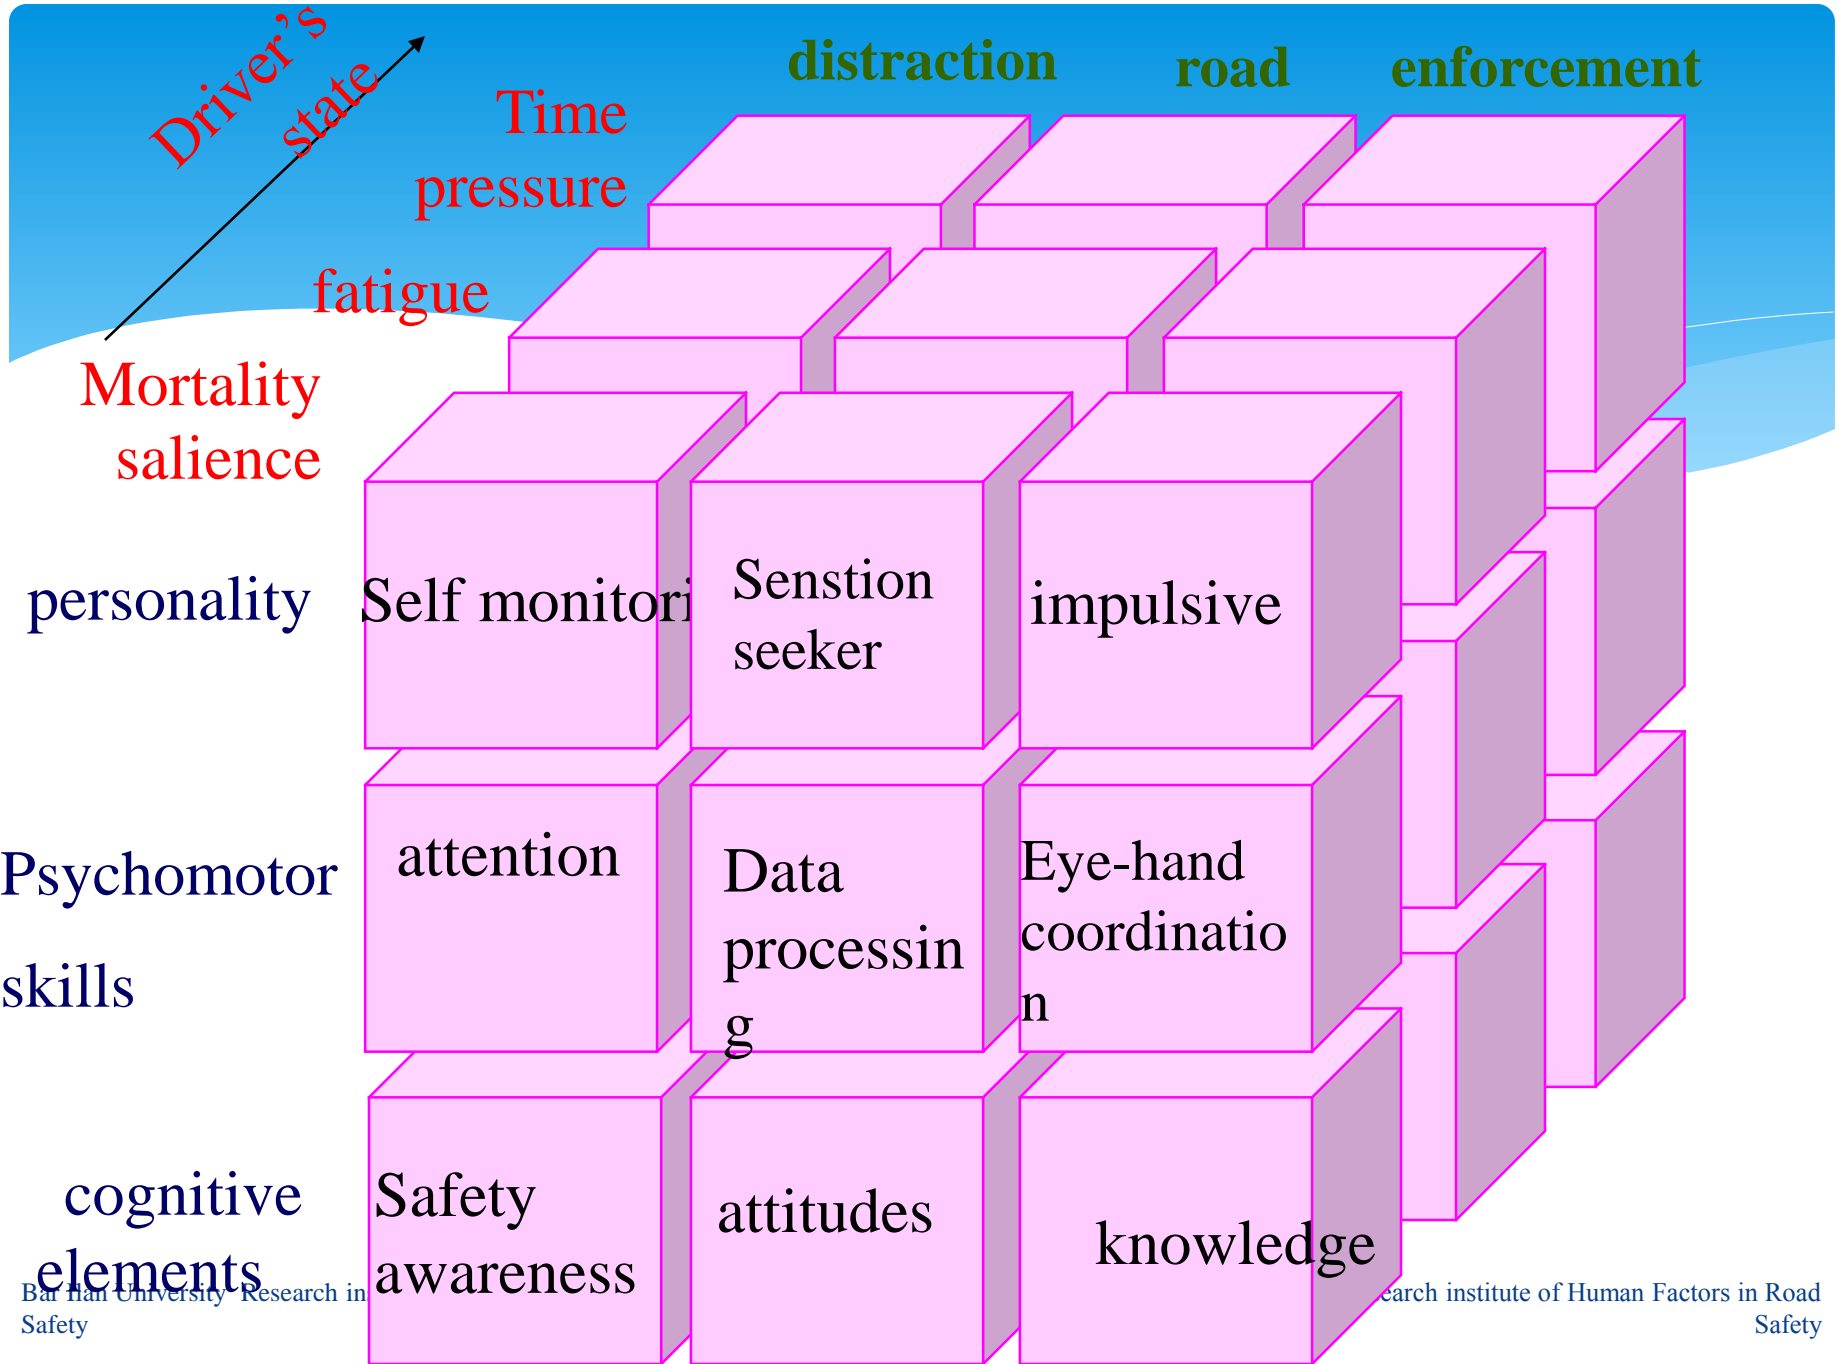 Driver's
state
distraction
road
enforcement
Time
pressure
fatigue
Mortality
salience
personality
Self monitori
Senstion
seeker
impulsive
Psychomotor
skills
attention
Data
processin
g
Eye-hand
coordinatio
n
cognitive
elements
Safety
awareness
attitudes
knowledge
Bar Ilan University Research in
Safety
earch institute of Human Factors in Road
Safety